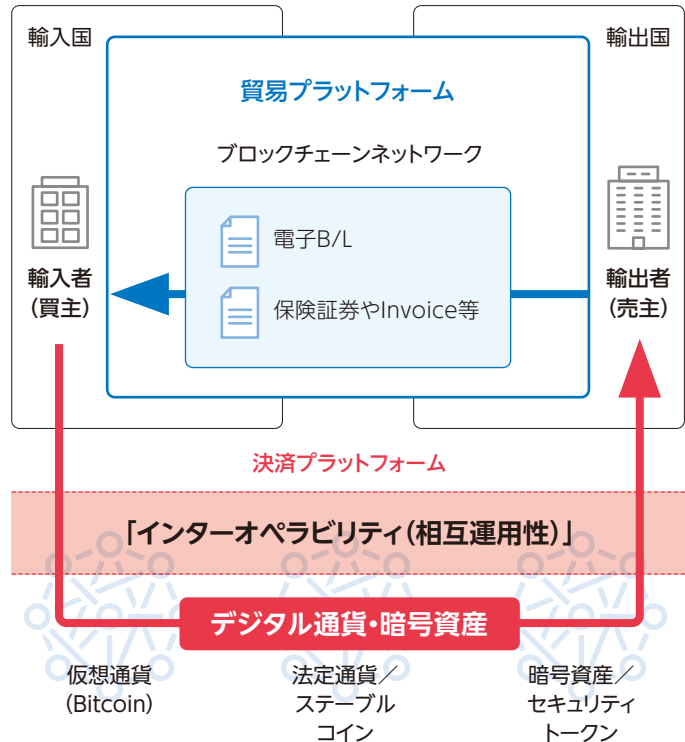 輸入国
輸出国
貿易プラットフォーム
ブロックチェーンネットワーク
電子B/L
保険証券やInvoice等
輸入者
(買主)
輸出者
(売主)
決済プラットフォーム
「インターオペラビリティ(相互運用性)」
デジタル通貨・暗号資産
仮想通貨
(Bitcoin)
法定通貨／
ステーブル
コイン
暗号資産／
セキュリティ
トークン